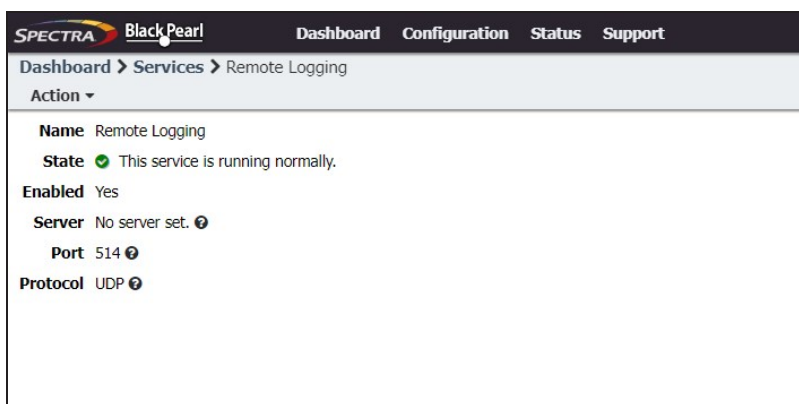 SPECTRA BlackPearl Dashboard Configuration Status Support
Dashboard > Services > Remote Logging
Action
Name Remote Logging
State This service is running normally.
Enabled Yes
Server No server set. ?
Port 514 ?
Protocol UDP ?